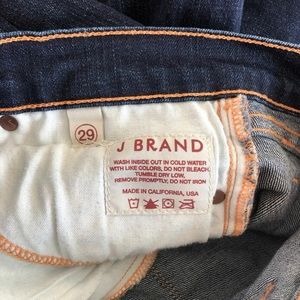 29
J BRAND
WASH INSIDE OUT IN COLD WATER
WITH LIKE COLORS, DO NOT BLEACH,
TUMBLE DRY LOW,
REMOVE PROMPTLY, DO NOT IRON
MADE IN CALIFORNIA, USA